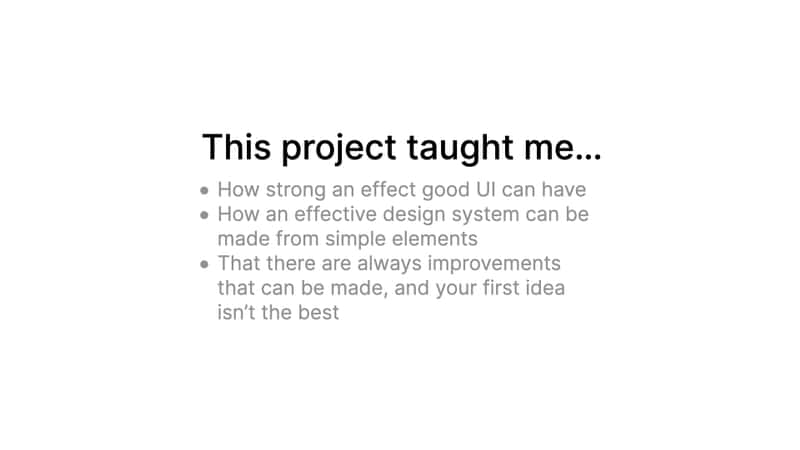 This project taught me...
• How strong an effect good UI can have
• How an effective design system can be
made from simple elements
• That there are always improvements
that can be made, and your first idea
isn’t the best